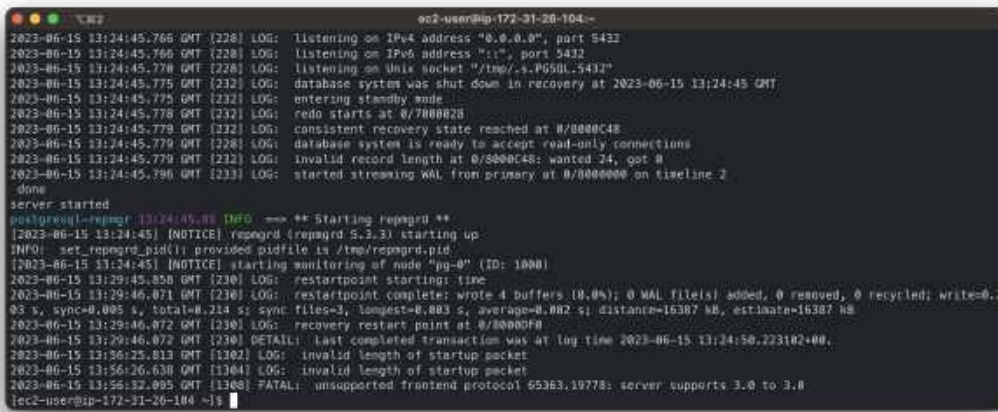 ec2-user@ip-172-31-26-104:~
2023-06-15 13:24:45.766 GMT [228] LOG:  listening on IPv4 address "0.0.0.0", port 5432
2023-06-15 13:24:45.766 GMT [228] LOG:  listening on IPv6 address "::", port 5432
2023-06-15 13:24:45.770 GMT [228] LOG:  listening on Unix socket "/tmp/.s.PGSQL.5432"
2023-06-15 13:24:45.775 GMT [232] LOG:  database system was shut down in recovery at 2023-06-15 13:24:45 GMT
2023-06-15 13:24:45.775 GMT [232] LOG:  entering standby mode
2023-06-15 13:24:45.778 GMT [232] LOG:  redo starts at 0/7000028
2023-06-15 13:24:45.779 GMT [232] LOG:  consistent recovery state reached at 0/8000C48
2023-06-15 13:24:45.779 GMT [228] LOG:  database system is ready to accept read-only connections
2023-06-15 13:24:45.779 GMT [232] LOG:  invalid record length at 0/8000C48: wanted 24, got 0
2023-06-15 13:24:45.796 GMT [233] LOG:  started streaming WAL from primary at 0/8000000 on timeline 2
 done
server started
postgresql-repmgr 13:24:45.85 INFO  ==> ** Starting repmgrd **
[2023-06-15 13:24:45] [NOTICE] repmgrd (repmgrd 5.3.3) starting up
INFO:  set_repmgrd_pid(): provided pidfile is /tmp/repmgrd.pid
[2023-06-15 13:24:45] [NOTICE] starting monitoring of node "pg-0" (ID: 1000)
2023-06-15 13:29:45.858 GMT [230] LOG:  restartpoint starting: time
2023-06-15 13:29:46.071 GMT [230] LOG:  restartpoint complete: wrote 4 buffers (0.0%); 0 WAL file(s) added, 0 removed, 0 recycled; write=0.
03 s, sync=0.005 s, total=0.214 s; sync files=3, longest=0.003 s, average=0.002 s; distance=16387 kB, estimate=16387 kB
2023-06-15 13:29:46.072 GMT [230] LOG:  recovery restart point at 0/8000DF0
2023-06-15 13:29:46.072 GMT [230] DETAIL:  Last completed transaction was at log time 2023-06-15 13:24:50.223102+00.
2023-06-15 13:56:25.813 GMT [1302] LOG:  invalid length of startup packet
2023-06-15 13:56:26.638 GMT [1304] LOG:  invalid length of startup packet
2023-06-15 13:56:32.095 GMT [1308] FATAL:  unsupported frontend protocol 65363.19778: server supports 3.0 to 3.0
[ec2-user@ip-172-31-26-104 ~]$